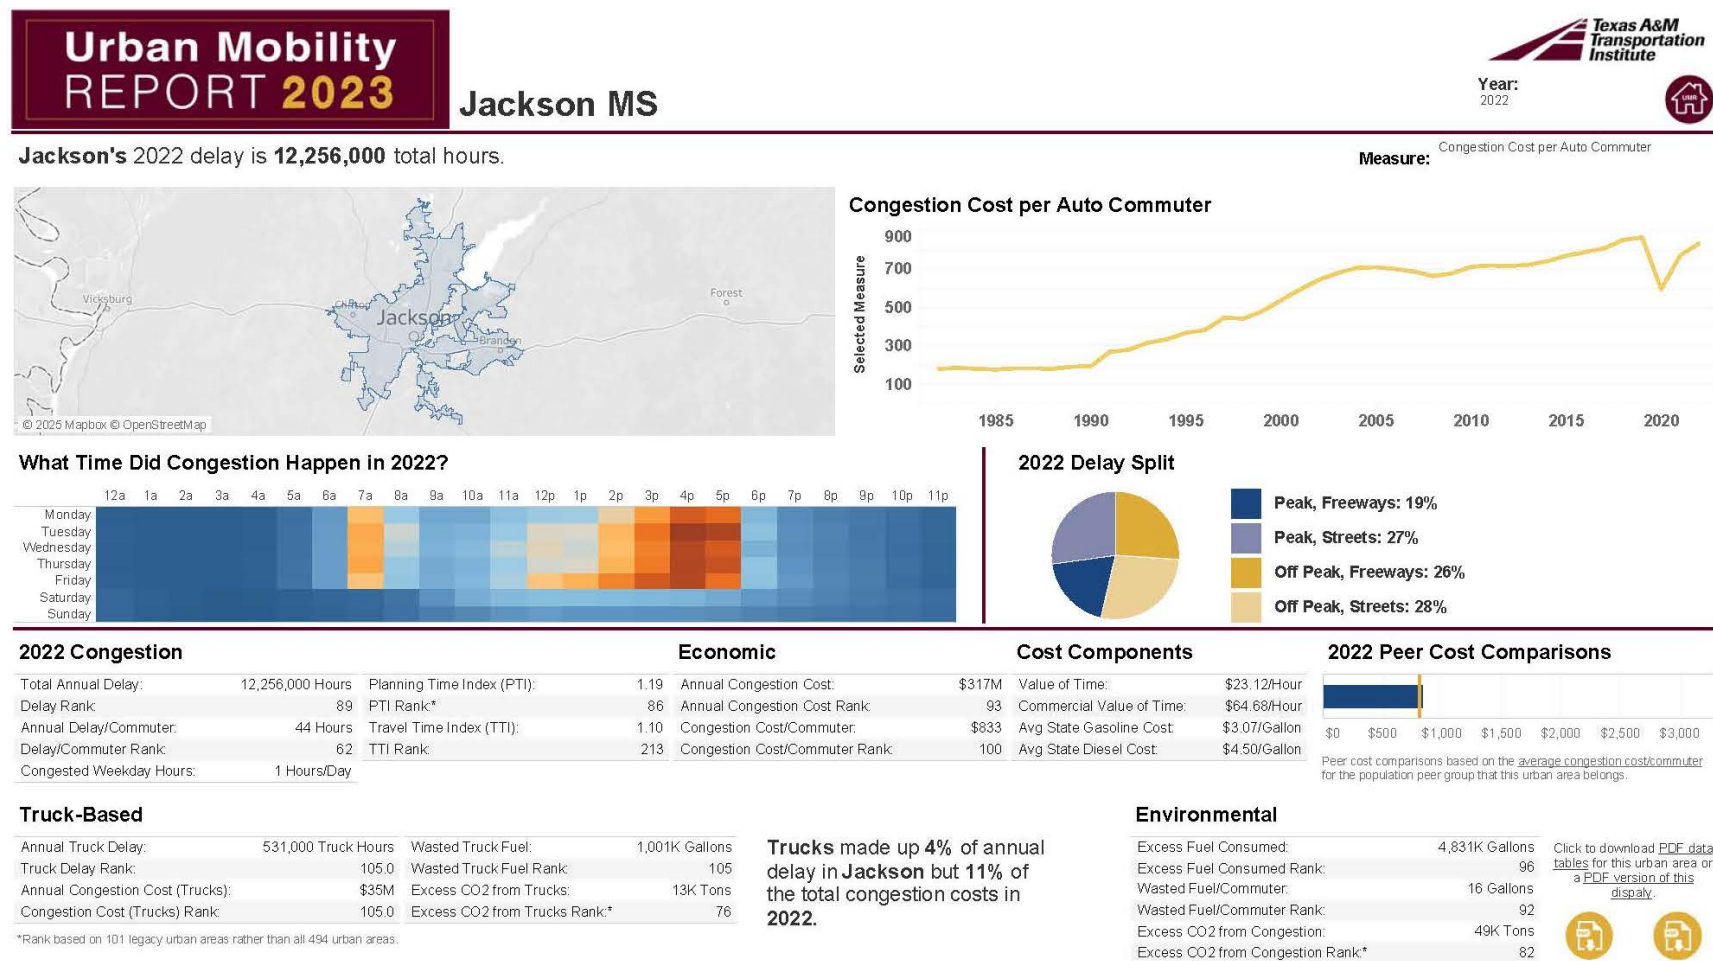 Urban Mobility
REPORT 2023
Jackson MS
Texas A&M
Transportation
Institute
Year:
2022
UMR
Jackson's 2022 delay is 12,256,000 total hours.
Measure:
Congestion Cost per Auto Commuter
Vicksburg
Clinton
Jackson
Brandon
Forest
© 2025 Mapbox © OpenStreetMap
Congestion Cost per Auto Commuter
Selected Measure
900
700
500
300
100
1985 1990 1995 2000 2005 2010 2015 2020
What Time Did Congestion Happen in 2022?
12a 1a 2a 3a 4a 5a 6a 7a 8a 9a 10a 11a 12p 1p 2p 3p 4p 5p 6p 7p 8p 9p 10p 11p
Monday
Tuesday
Wednesday
Thursday
Friday
Saturday
Sunday
2022 Delay Split
Peak, Freeways: 19%
Peak, Streets: 27%
Off Peak, Freeways: 26%
Off Peak, Streets: 28%
2022 Congestion
Total Annual Delay: 12,256,000 Hours
Delay Rank: 89
Annual Delay/Commuter: 44 Hours
Delay/Commuter Rank: 62
Congested Weekday Hours: 1 Hours/Day
Planning Time Index (PTI): 1.19
PTI Rank:* 86
Travel Time Index (TTI): 1.10
TTI Rank: 213
Economic
Annual Congestion Cost: $317M
Annual Congestion Cost Rank: 93
Congestion Cost/Commuter: $833
Congestion Cost/Commuter Rank: 100
Cost Components
Value of Time: $23.12/Hour
Commercial Value of Time: $64.68/Hour
Avg State Gasoline Cost: $3.07/Gallon
Avg State Diesel Cost: $4.50/Gallon
2022 Peer Cost Comparisons
$0 $500 $1,000 $1,500 $2,000 $2,500 $3,000
Peer cost comparisons based on the average congestion cost/commuter
for the population peer group that this urban area belongs.
Truck-Based
Annual Truck Delay: 531,000 Truck Hours
Truck Delay Rank: 105.0
Annual Congestion Cost (Trucks): $35M
Congestion Cost (Trucks) Rank: 105.0
Wasted Truck Fuel: 1,001K Gallons
Wasted Truck Fuel Rank: 105
Excess CO2 from Trucks: 13K Tons
Excess CO2 from Trucks Rank:* 76
*Rank based on 101 legacy urban areas rather than all 494 urban areas.
Trucks made up 4% of annual
delay in Jackson but 11% of
the total congestion costs in
2022.
Environmental
Excess Fuel Consumed: 4,831K Gallons
Excess Fuel Consumed Rank: 96
Wasted Fuel/Commuter: 16 Gallons
Wasted Fuel/Commuter Rank: 92
Excess CO2 from Congestion: 49K Tons
Excess CO2 from Congestion Rank:* 82
Click to download PDF data
tables for this urban area or
a PDF version of this
dispaly.